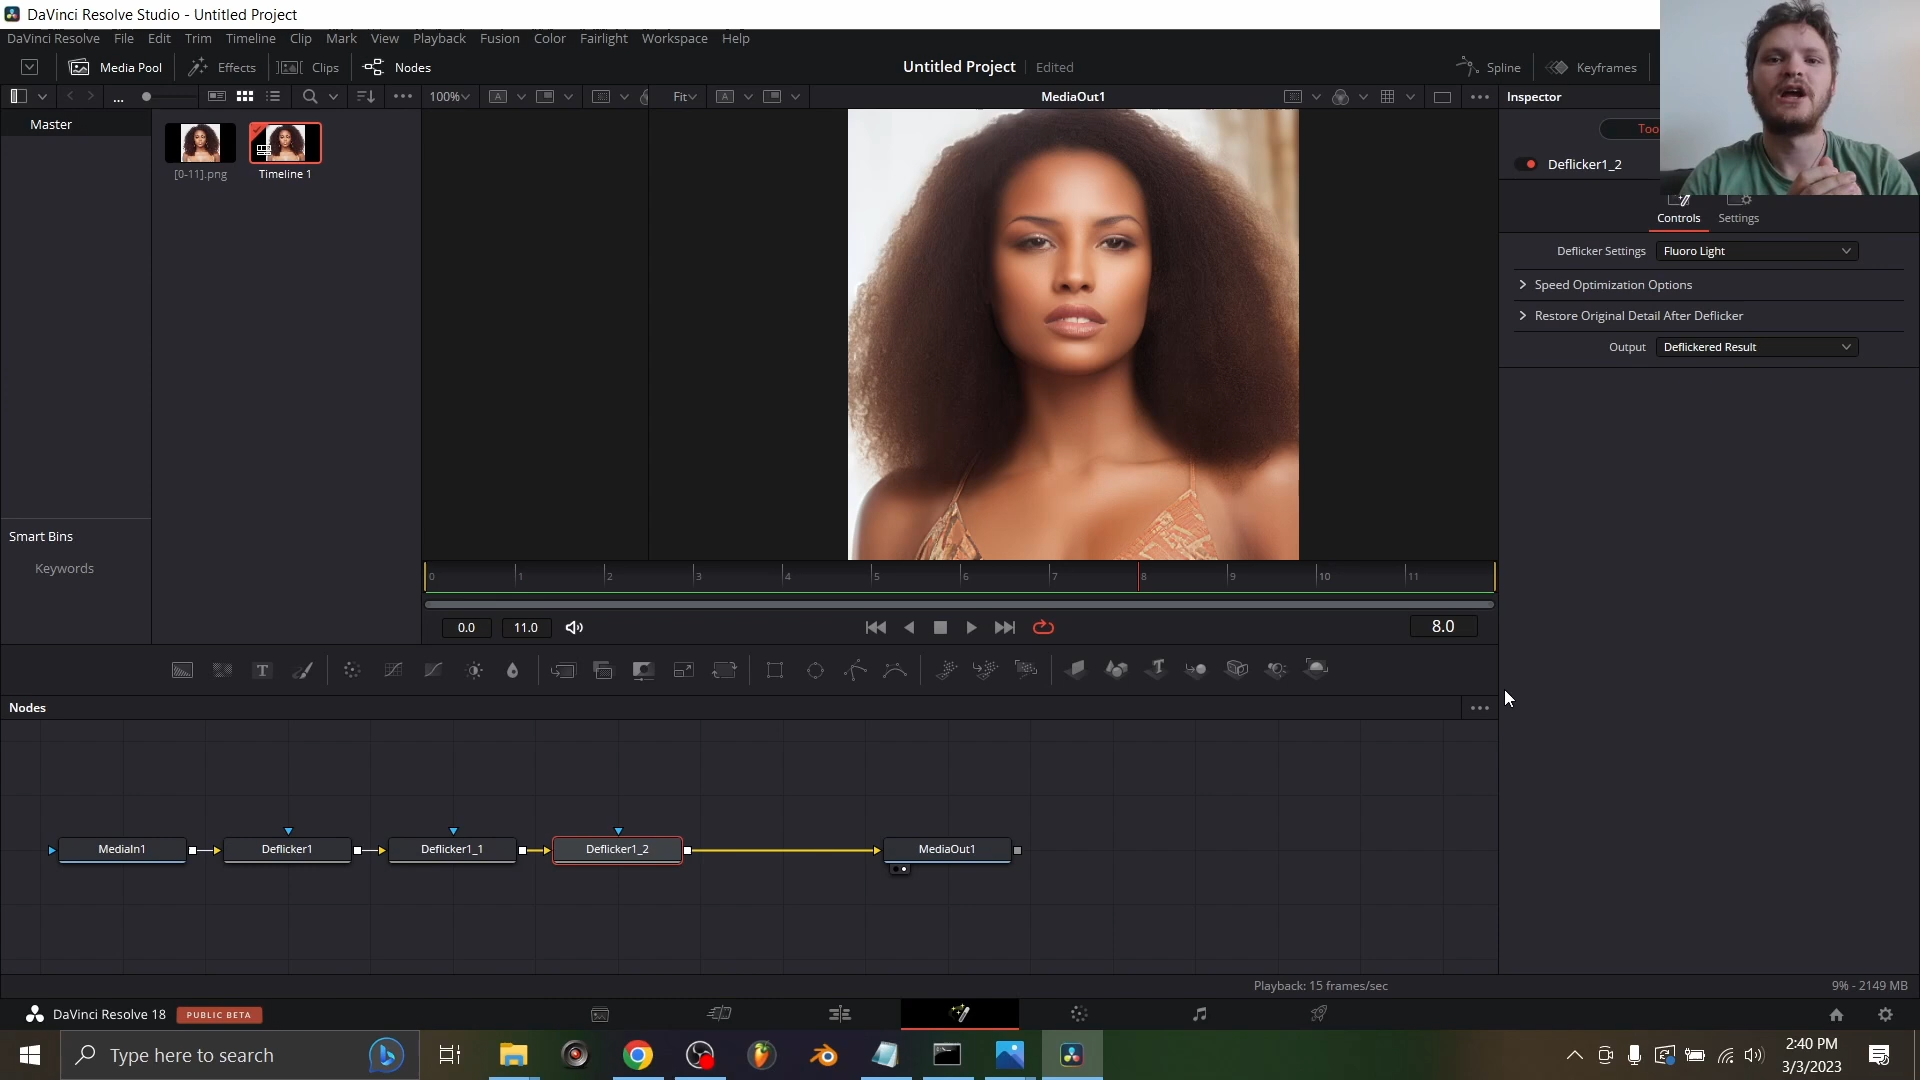 DaVinci Resolve Studio - Untitled Project
DaVinci Resolve File Edit Trim Timeline Clip Mark View Playback Fusion Color Fairlight Workspace Help
Media Pool Effects Clips Nodes Untitled Project Edited Spline Keyframes
... 100% A Fit A MediaOut1 Inspector
Master
Too
Deflicker1_2
[0-11].png Timeline 1
Controls Settings
Deflicker Settings Fluoro Light
Speed Optimization Options
Restore Original Detail After Deflicker
Output Deflickered Result
Smart Bins
Keywords
0 1 2 3 4 5 6 7 8 9 10 11
0.0 11.0 8.0
T T
Nodes
MediaIn1 Deflicker1 Deflicker1_1 Deflicker1_2 MediaOut1
Playback: 15 frames/sec 9% - 2149 MB
DaVinci Resolve 18 PUBLIC BETA
Type here to search
2:40 PM
3/3/2023